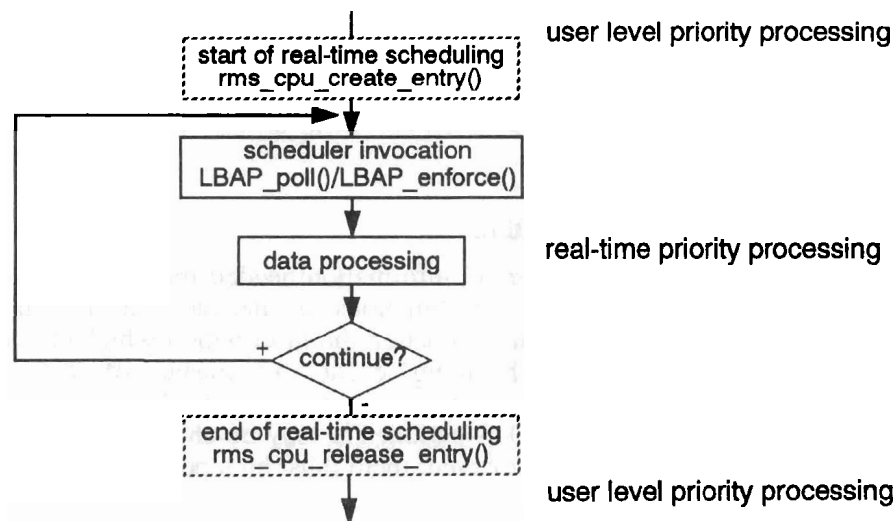 user level priority processing
start of real-time scheduling
rms_cpu_create_entry()
scheduler invocation
LBAP_poll()/LBAP_enforce()
data processing
real-time priority processing
continue?
+
-
end of real-time scheduling
rms_cpu_release_entry()
user level priority processing